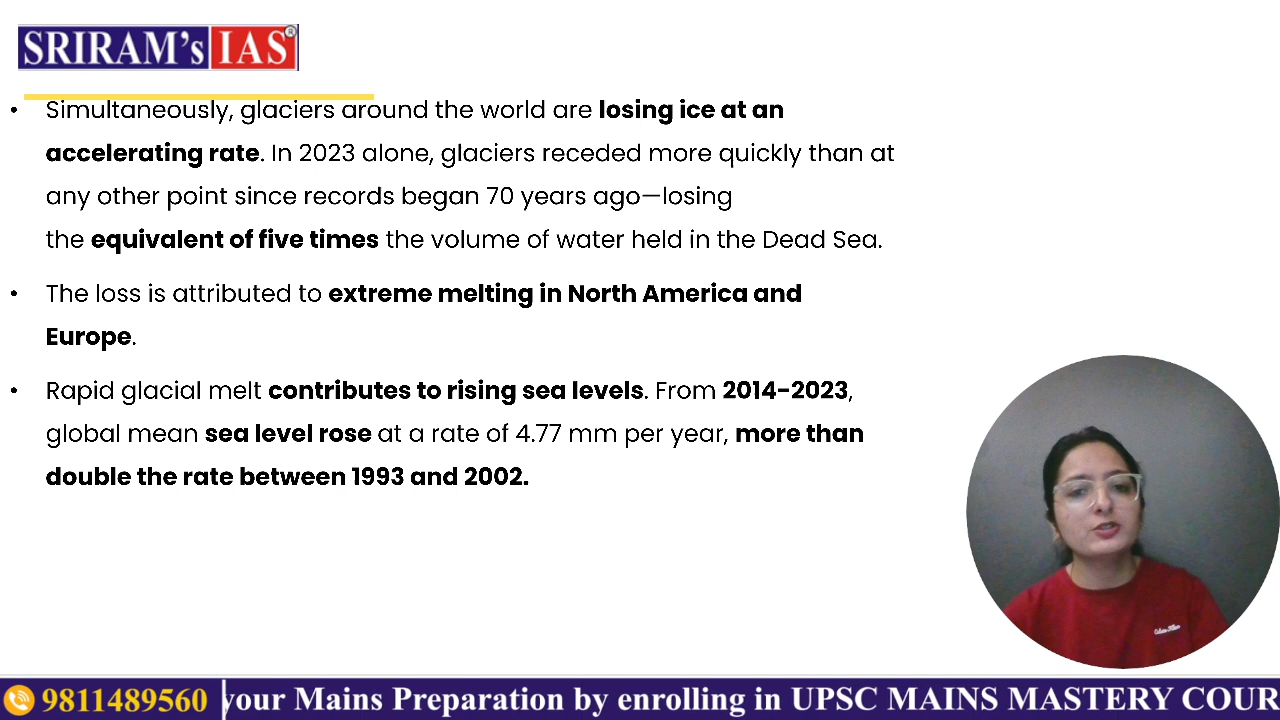 SRIRAM's IAS®
• Simultaneously, glaciers around the world are losing ice at an
accelerating rate. In 2023 alone, glaciers receded more quickly than at
any other point since records began 70 years ago—losing
the equivalent of five times the volume of water held in the Dead Sea.
• The loss is attributed to extreme melting in North America and
Europe.
• Rapid glacial melt contributes to rising sea levels. From 2014-2023,
global mean sea level rose at a rate of 4.77 mm per year, more than
double the rate between 1993 and 2002.
9811489560 your Mains Preparation by enrolling in UPSC MAINS MASTERY COUR